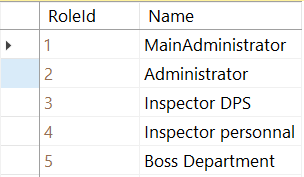 RoleId Name
1 MainAdministrator
2 Administrator
3 Inspector DPS
4 Inspector personnal
5 Boss Department